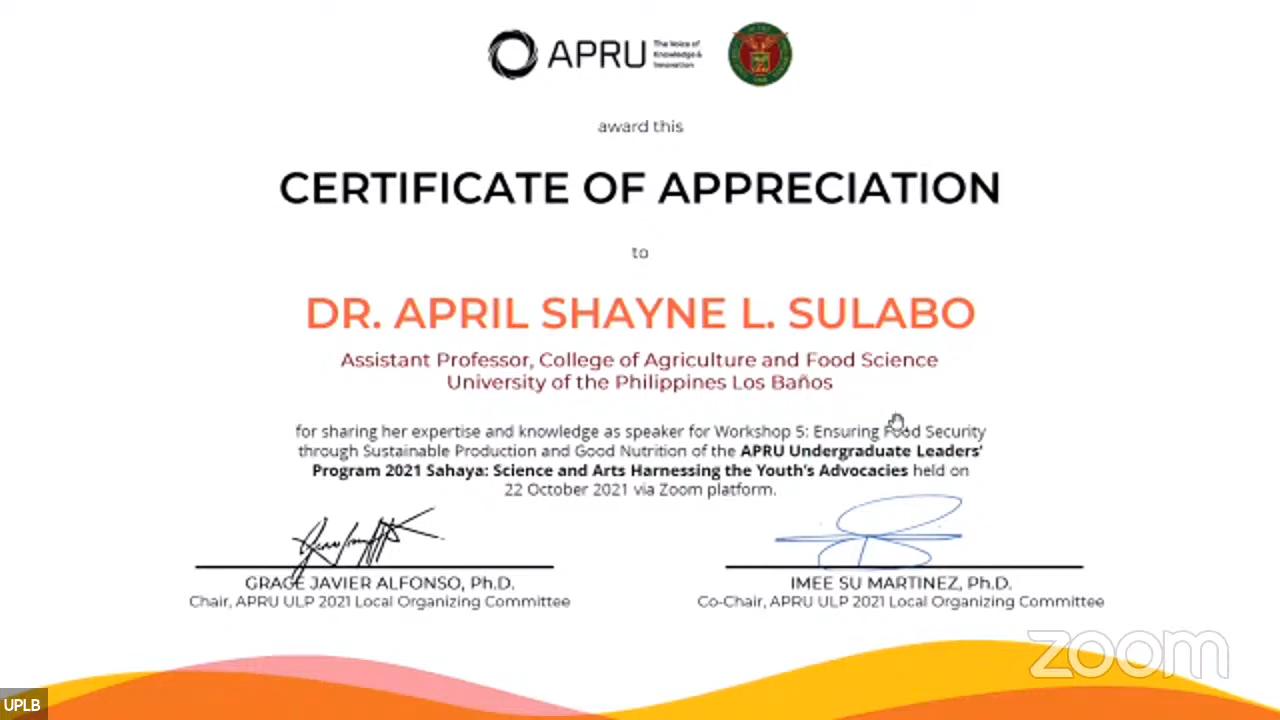 APRU The Voice of
Knowledge &
Innovation
award this
CERTIFICATE OF APPRECIATION
to
DR. APRIL SHAYNE L. SULABO
Assistant Professor, College of Agriculture and Food Science
University of the Philippines Los Baños
for sharing her expertise and knowledge as speaker for Workshop 5: Ensuring Food Security
through Sustainable Production and Good Nutrition of the APRU Undergraduate Leaders'
Program 2021 Sahaya: Science and Arts Harnessing the Youth's Advocacies held on
22 October 2021 via Zoom platform.
GRACE JAVIER ALFONSO, Ph.D.
Chair, APRU ULP 2021 Local Organizing Committee
IMEE SU MARTINEZ, Ph.D.
Co-Chair, APRU ULP 2021 Local Organizing Committee
zoom
UPLB